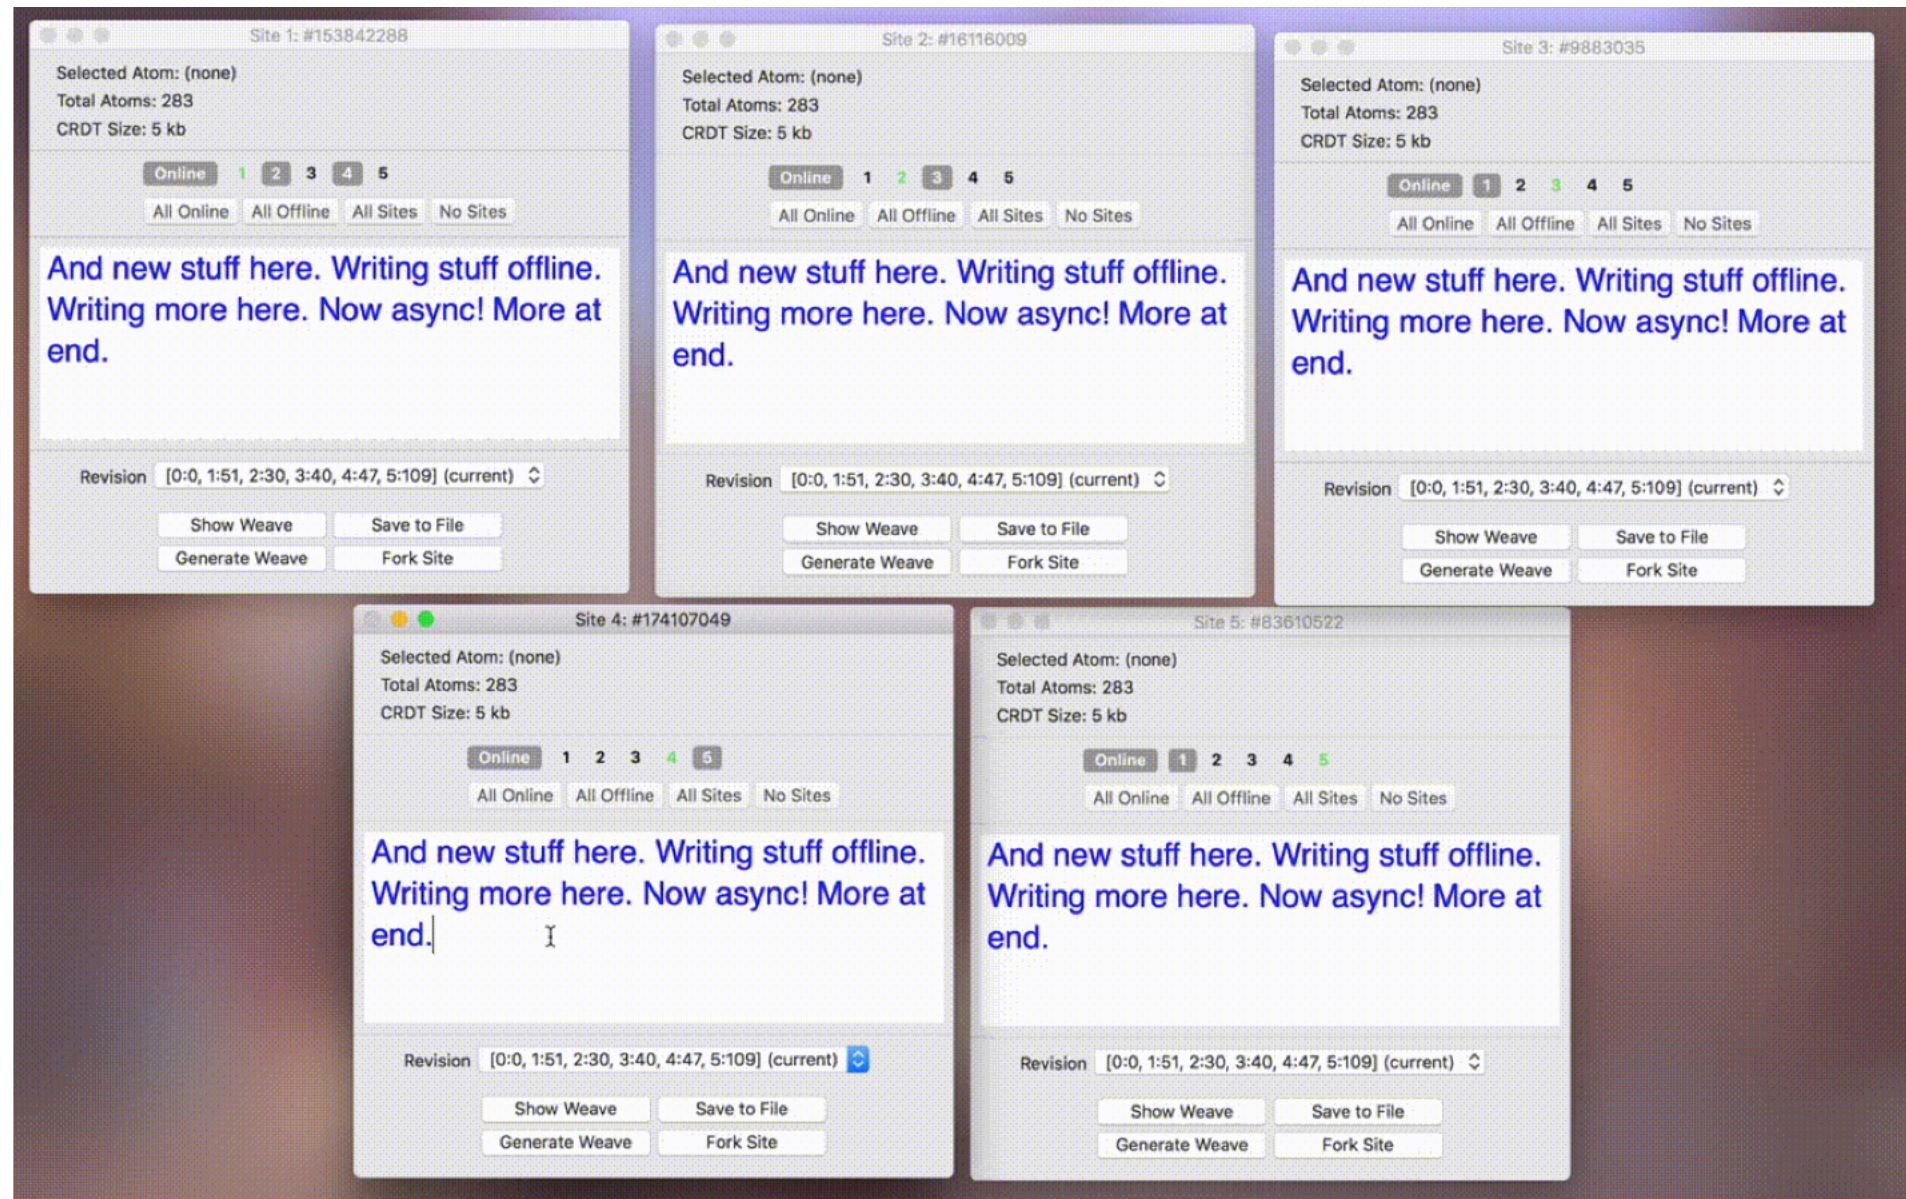 Site 1: #153842288
Selected Atom: (none)
Total Atoms: 283
CRDT Size: 5 kb
Online 1 2 3 4 5
All Online All Offline All Sites No Sites
And new stuff here. Writing stuff offline.
Writing more here. Now async! More at
end.
Revision [0:0, 1:51, 2:30, 3:40, 4:47, 5:109] (current)
Show Weave Save to File
Generate Weave Fork Site
Site 2: #16116009
Selected Atom: (none)
Total Atoms: 283
CRDT Size: 5 kb
Online 1 2 3 4 5
All Online All Offline All Sites No Sites
And new stuff here. Writing stuff offline.
Writing more here. Now async! More at
end.
Revision [0:0, 1:51, 2:30, 3:40, 4:47, 5:109] (current)
Show Weave Save to File
Generate Weave Fork Site
Site 3: #9883035
Selected Atom: (none)
Total Atoms: 283
CRDT Size: 5 kb
Online 1 2 3 4 5
All Online All Offline All Sites No Sites
And new stuff here. Writing stuff offline.
Writing more here. Now async! More at
end.
Revision [0:0, 1:51, 2:30, 3:40, 4:47, 5:109] (current)
Show Weave Save to File
Generate Weave Fork Site
Site 4: #174107049
Selected Atom: (none)
Total Atoms: 283
CRDT Size: 5 kb
Online 1 2 3 4 5
All Online All Offline All Sites No Sites
And new stuff here. Writing stuff offline.
Writing more here. Now async! More at
end.
Revision [0:0, 1:51, 2:30, 3:40, 4:47, 5:109] (current)
Show Weave Save to File
Generate Weave Fork Site
Site 5: #83610522
Selected Atom: (none)
Total Atoms: 283
CRDT Size: 5 kb
Online 1 2 3 4 5
All Online All Offline All Sites No Sites
And new stuff here. Writing stuff offline.
Writing more here. Now async! More at
end.
Revision [0:0, 1:51, 2:30, 3:40, 4:47, 5:109] (current)
Show Weave Save to File
Generate Weave Fork Site